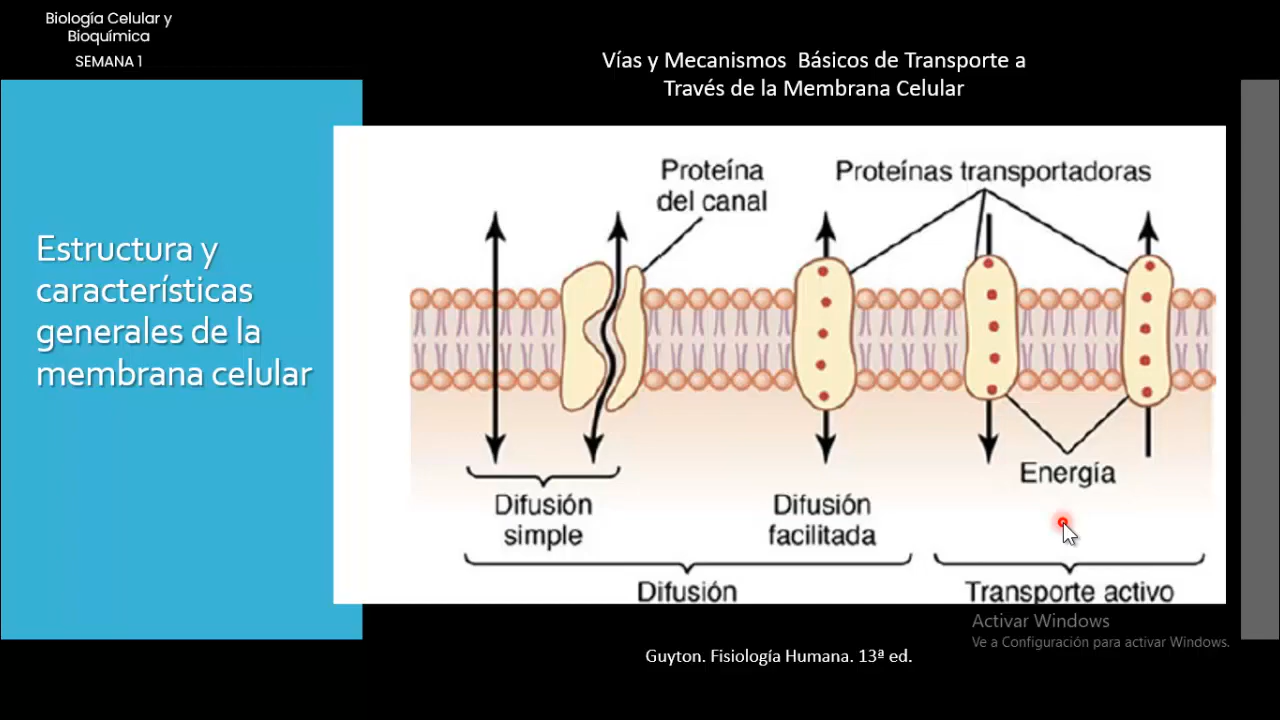 Biología Celular y
Bioquímica
SEMANA 1
Vías y Mecanismos Básicos de Transporte a
Través de la Membrana Celular
Estructura y
características
generales de la
membrana celular
Proteína
del canal
Proteínas transportadoras
Energía
Difusión
simple
Difusión
facilitada
Difusión
Transporte activo
Activar Windows
Ve a Configuración para activar Windows.
Guyton. Fisiología Humana. 13ª ed.